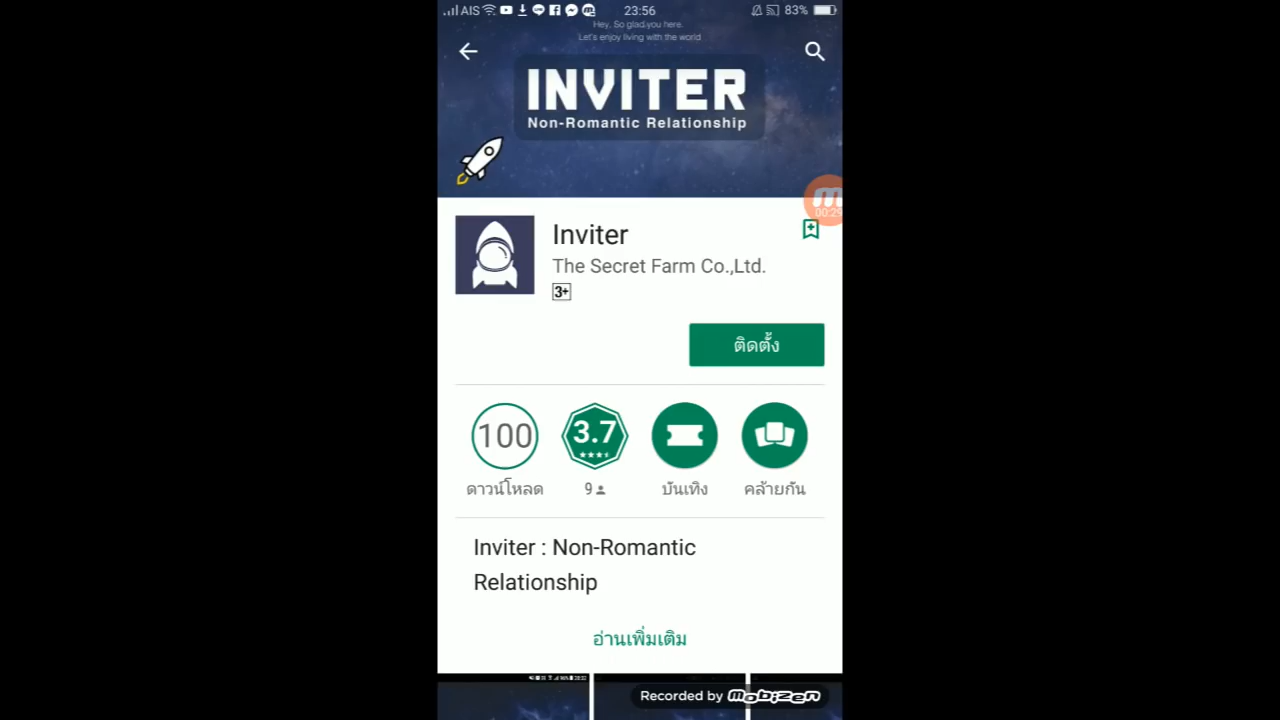 AIS 23:56 83%
Hey, So glad you here.
Let's enjoy living with the world
INVITER
Non-Romantic Relationship
00:29
Inviter
The Secret Farm Co.,Ltd.
3+
ติดตั้ง
100 3.7
ดาวน์โหลด 9 บันเทิง คล้ายกัน
Inviter : Non-Romantic
Relationship
อ่านเพิ่มเติม
Recorded by Mobizen